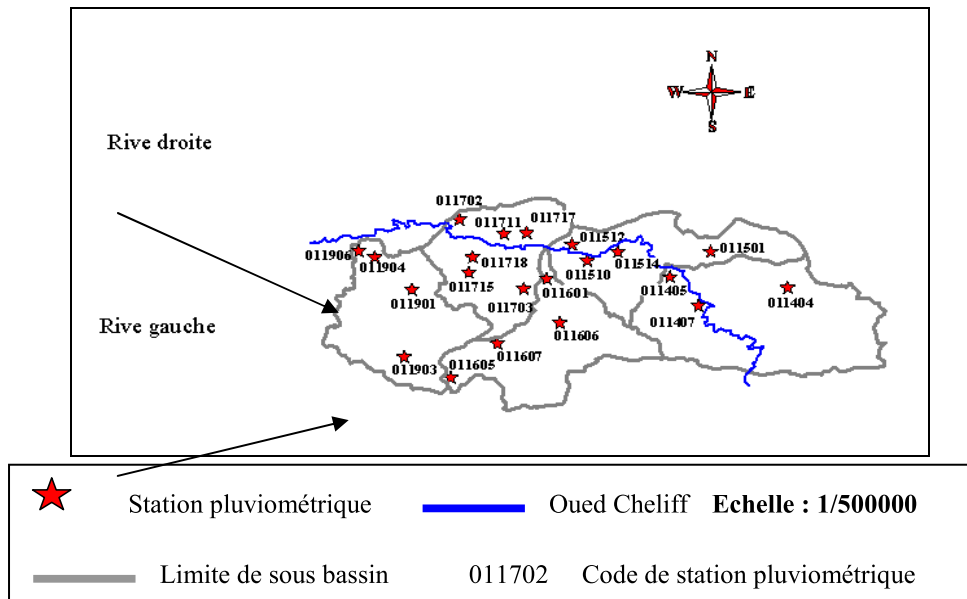 N
W E
S
Rive droite
011702
011711 011717
011512
011906 011904
011718
011510 011514
011501
011715
011901
011703 011601
011405
011404
011407
011606
011607
011903
011605
Rive gauche
Station pluviométrique Oued Cheliff Echelle : 1/500000
Limite de sous bassin 011702 Code de station pluviométrique